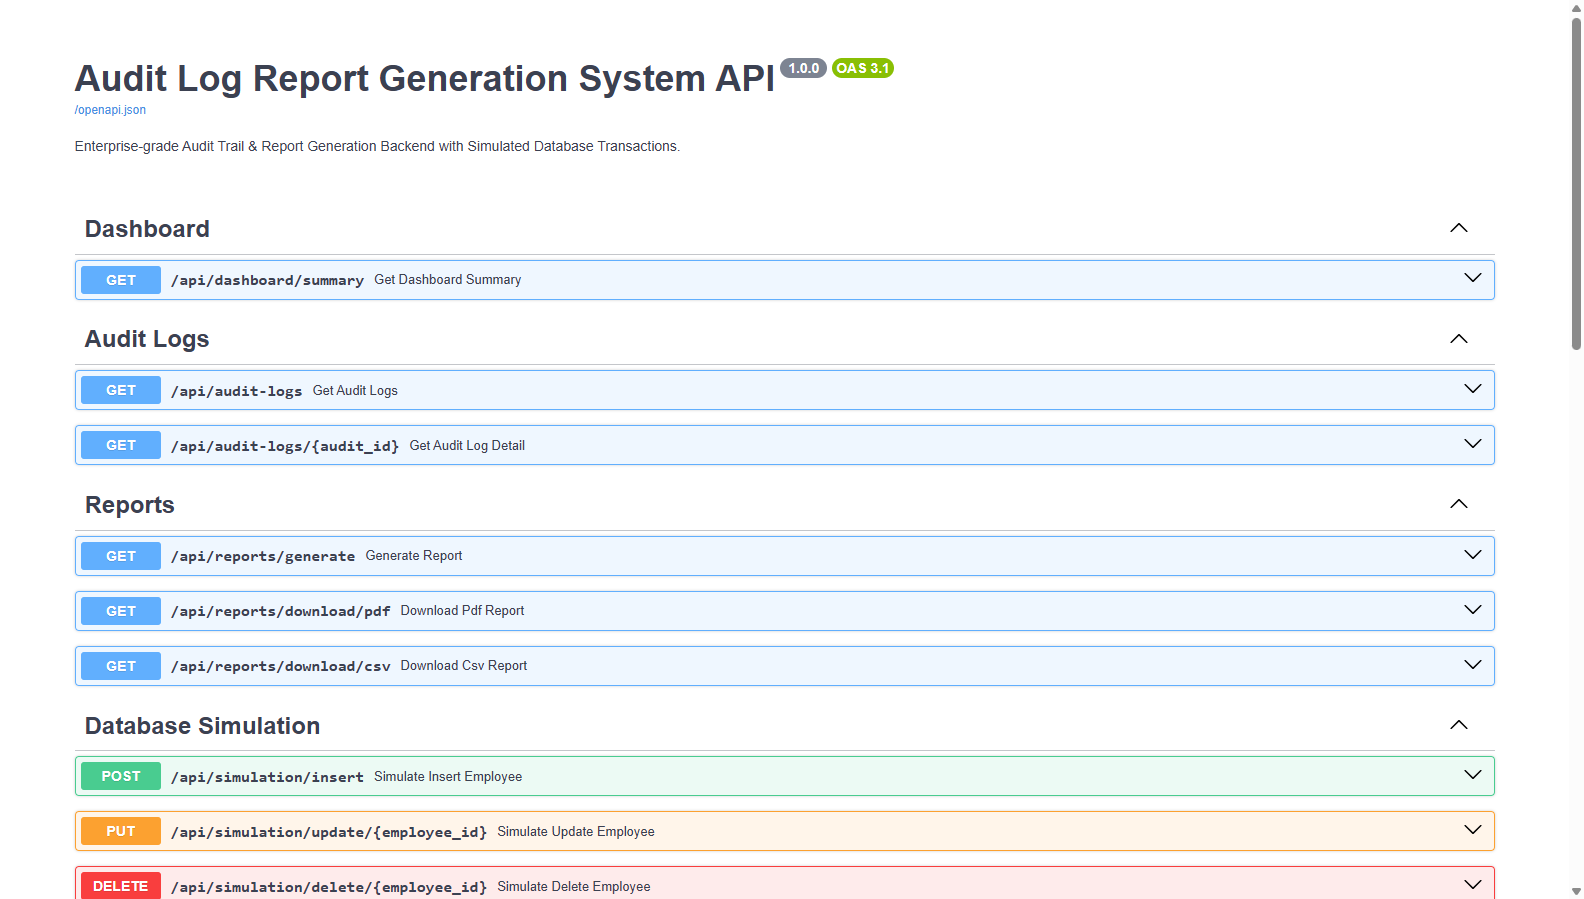 Audit Log Report Generation System API 1.0.0 OAS 3.1
/openapi.json
Enterprise-grade Audit Trail & Report Generation Backend with Simulated Database Transactions.
Dashboard
GET /api/dashboard/summary Get Dashboard Summary
Audit Logs
GET /api/audit-logs Get Audit Logs
GET /api/audit-logs/{audit_id} Get Audit Log Detail
Reports
GET /api/reports/generate Generate Report
GET /api/reports/download/pdf Download Pdf Report
GET /api/reports/download/csv Download Csv Report
Database Simulation
POST /api/simulation/insert Simulate Insert Employee
PUT /api/simulation/update/{employee_id} Simulate Update Employee
DELETE /api/simulation/delete/{employee_id} Simulate Delete Employee